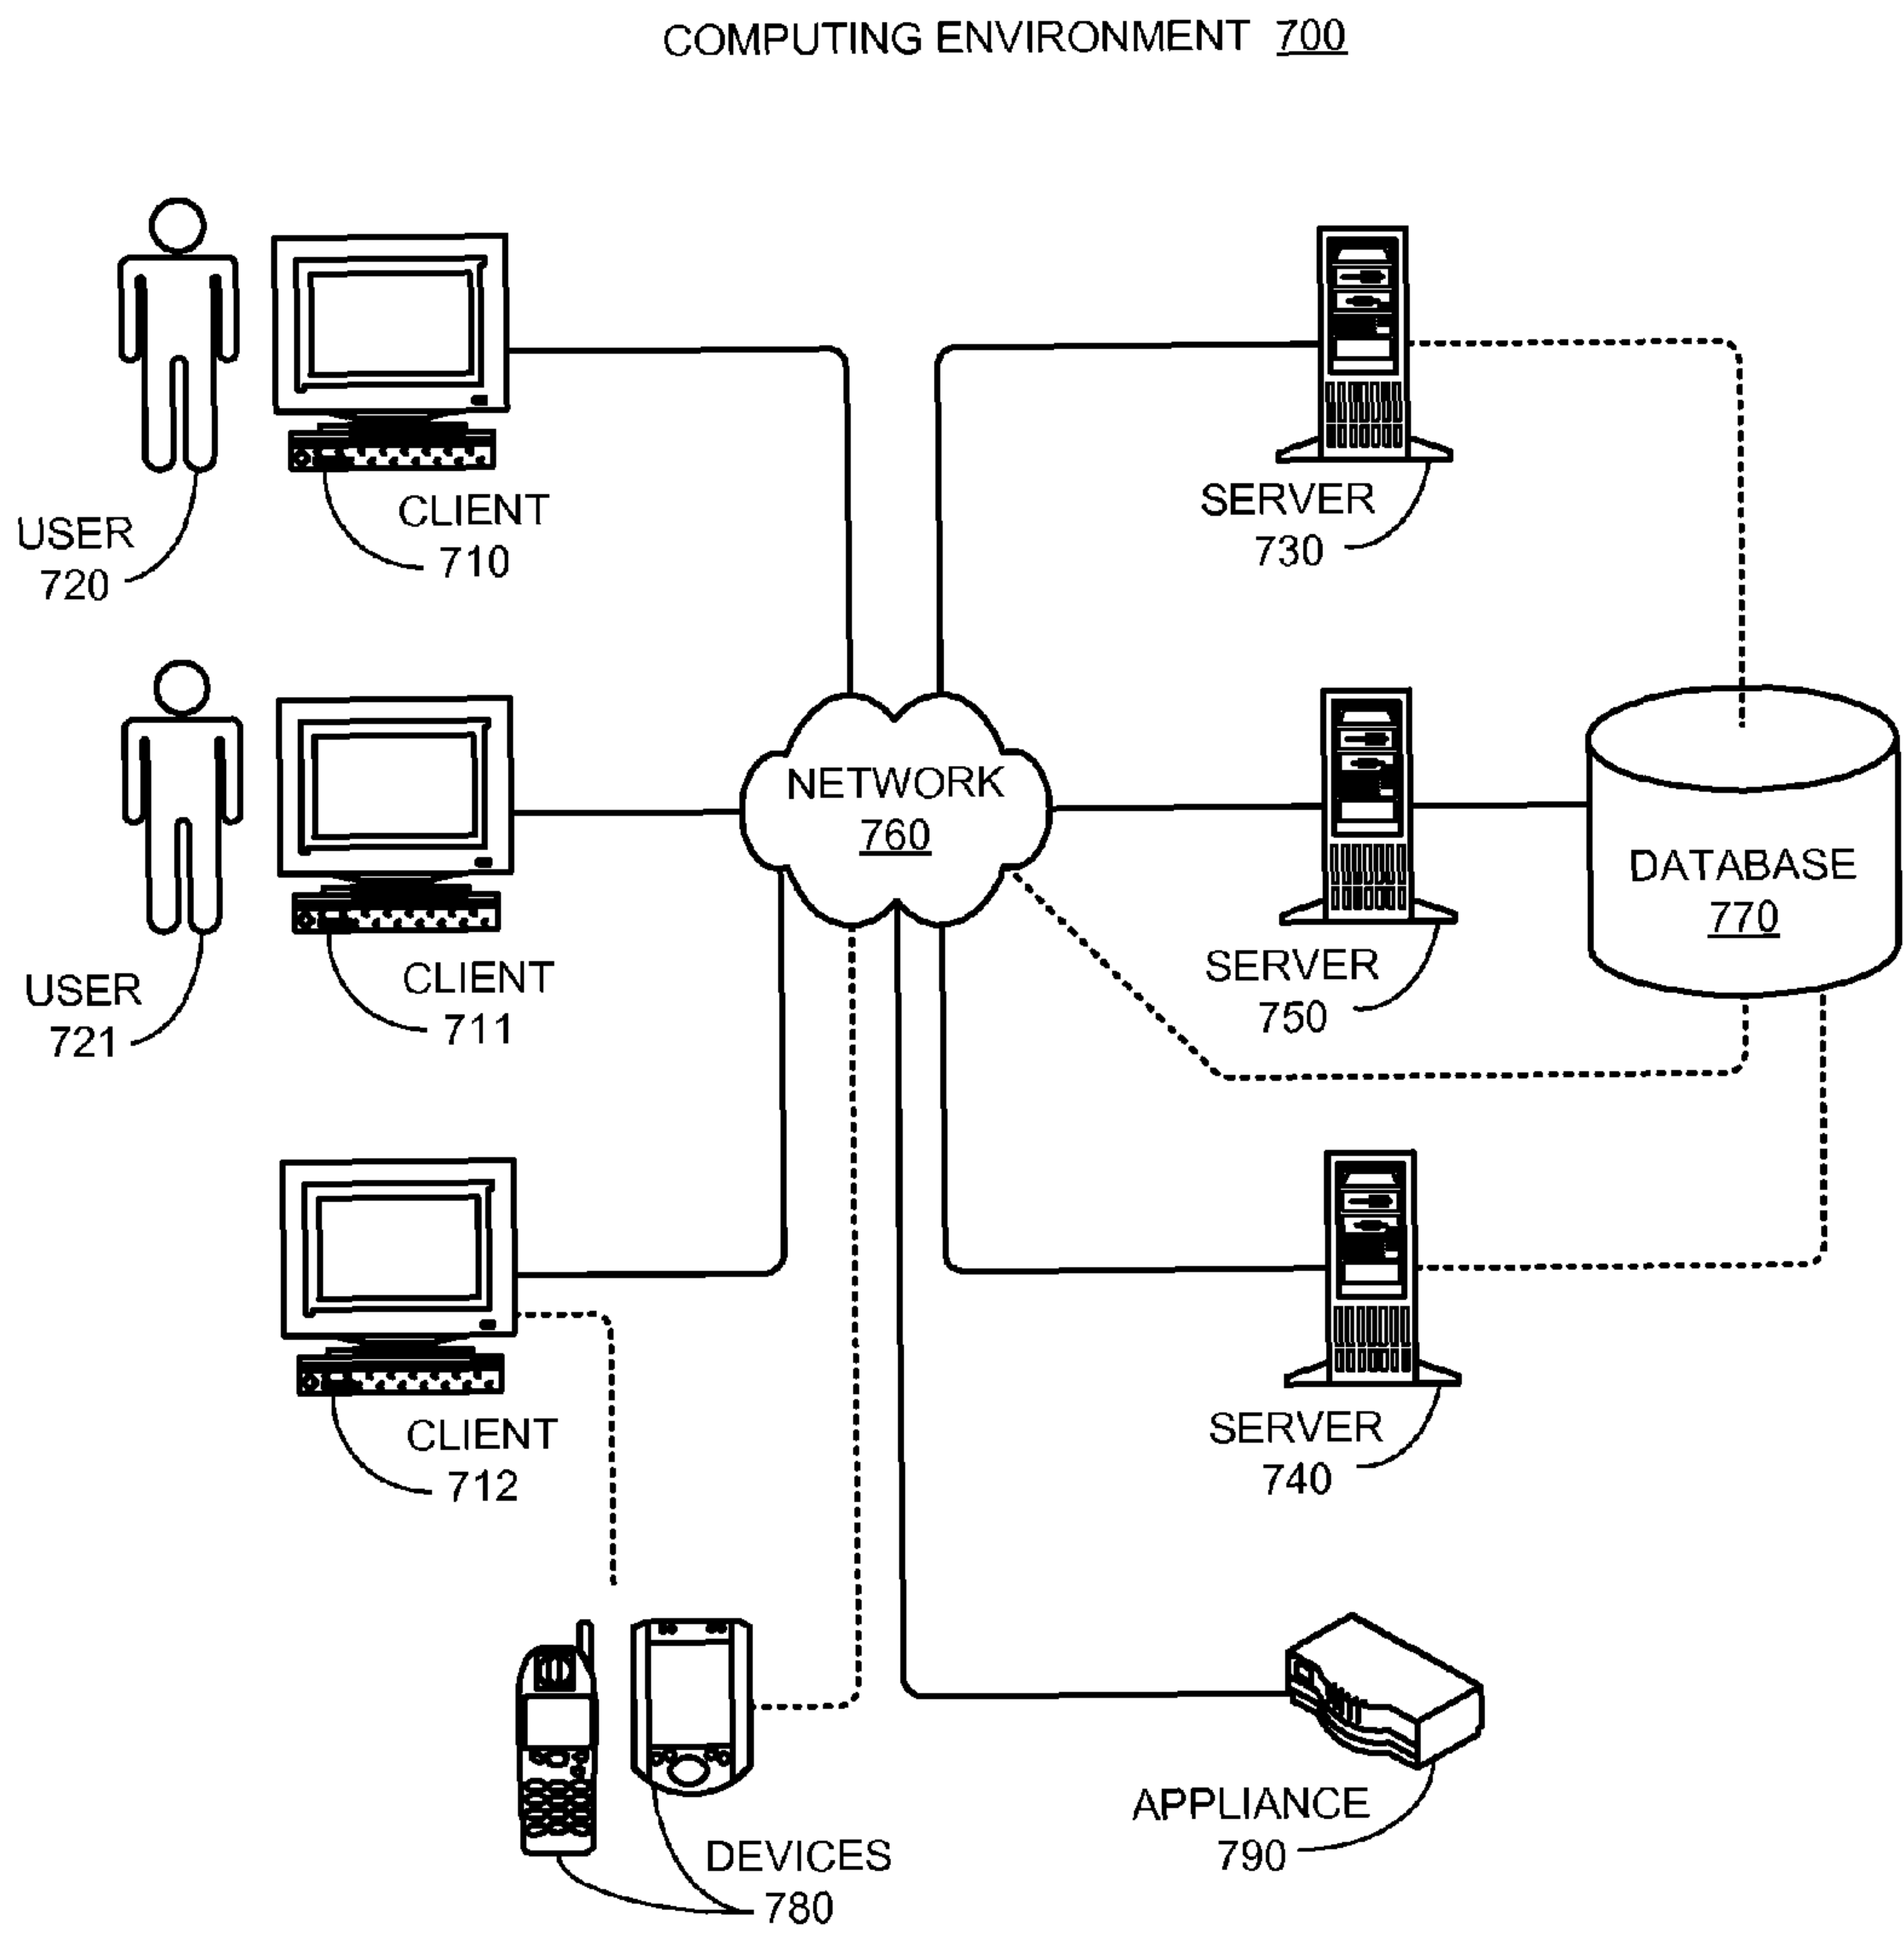 COMPUTING ENVIRONMENT 700
USER
720
CLIENT
710
SERVER
730
NETWORK
760
DATABASE
770
USER
721
CLIENT
711
SERVER
750
CLIENT
712
SERVER
740
DEVICES
780
APPLIANCE
790